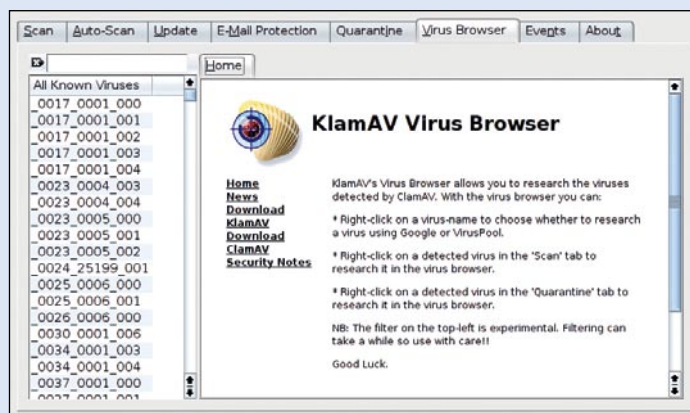 Scan Auto-Scan Update E-Mail Protection Quarantine Virus Browser Events About
Home
All Known Viruses
_0017_0001_000
_0017_0001_001
_0017_0001_002
_0017_0001_003
_0017_0001_004
_0023_0004_003
_0023_0004_004
_0023_0005_000
_0023_0005_001
_0023_0005_002
_0024_25199_001
_0025_0006_000
_0025_0006_001
_0026_0006_000
_0030_0001_006
_0034_0001_003
_0034_0001_004
_0037_0001_000
_0037_0001_001
KlamAV Virus Browser
Home
News
Download
KlamAV
Download
ClamAV
Security Notes
KlamAV's Virus Browser allows you to research the viruses
detected by ClamAV. With the virus browser you can:
* Right-click on a virus-name to choose whether to research
a virus using Google or VirusPool.
* Right-click on a detected virus in the 'Scan' tab to
research it in the virus browser.
* Right-click on a detected virus in the 'Quarantine' tab to
research it in the virus browser.
NB: The filter on the top-left is experimental. Filtering can
take a while so use with care!!
Good Luck.